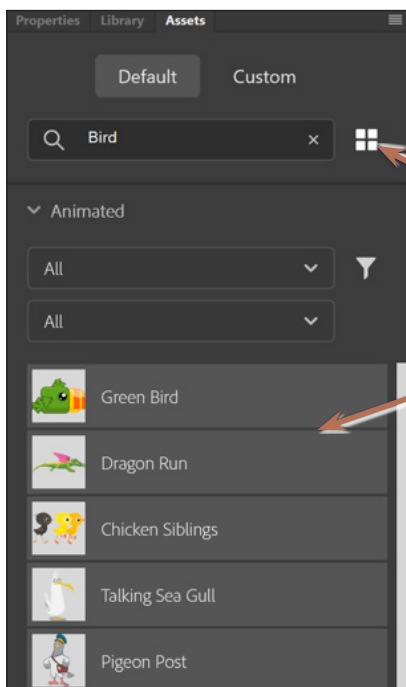 Properties Library Assets
Default Custom
Bird
Animated
All
All
Green Bird
Dragon Run
Chicken Siblings
Talking Sea Gull
Pigeon Post